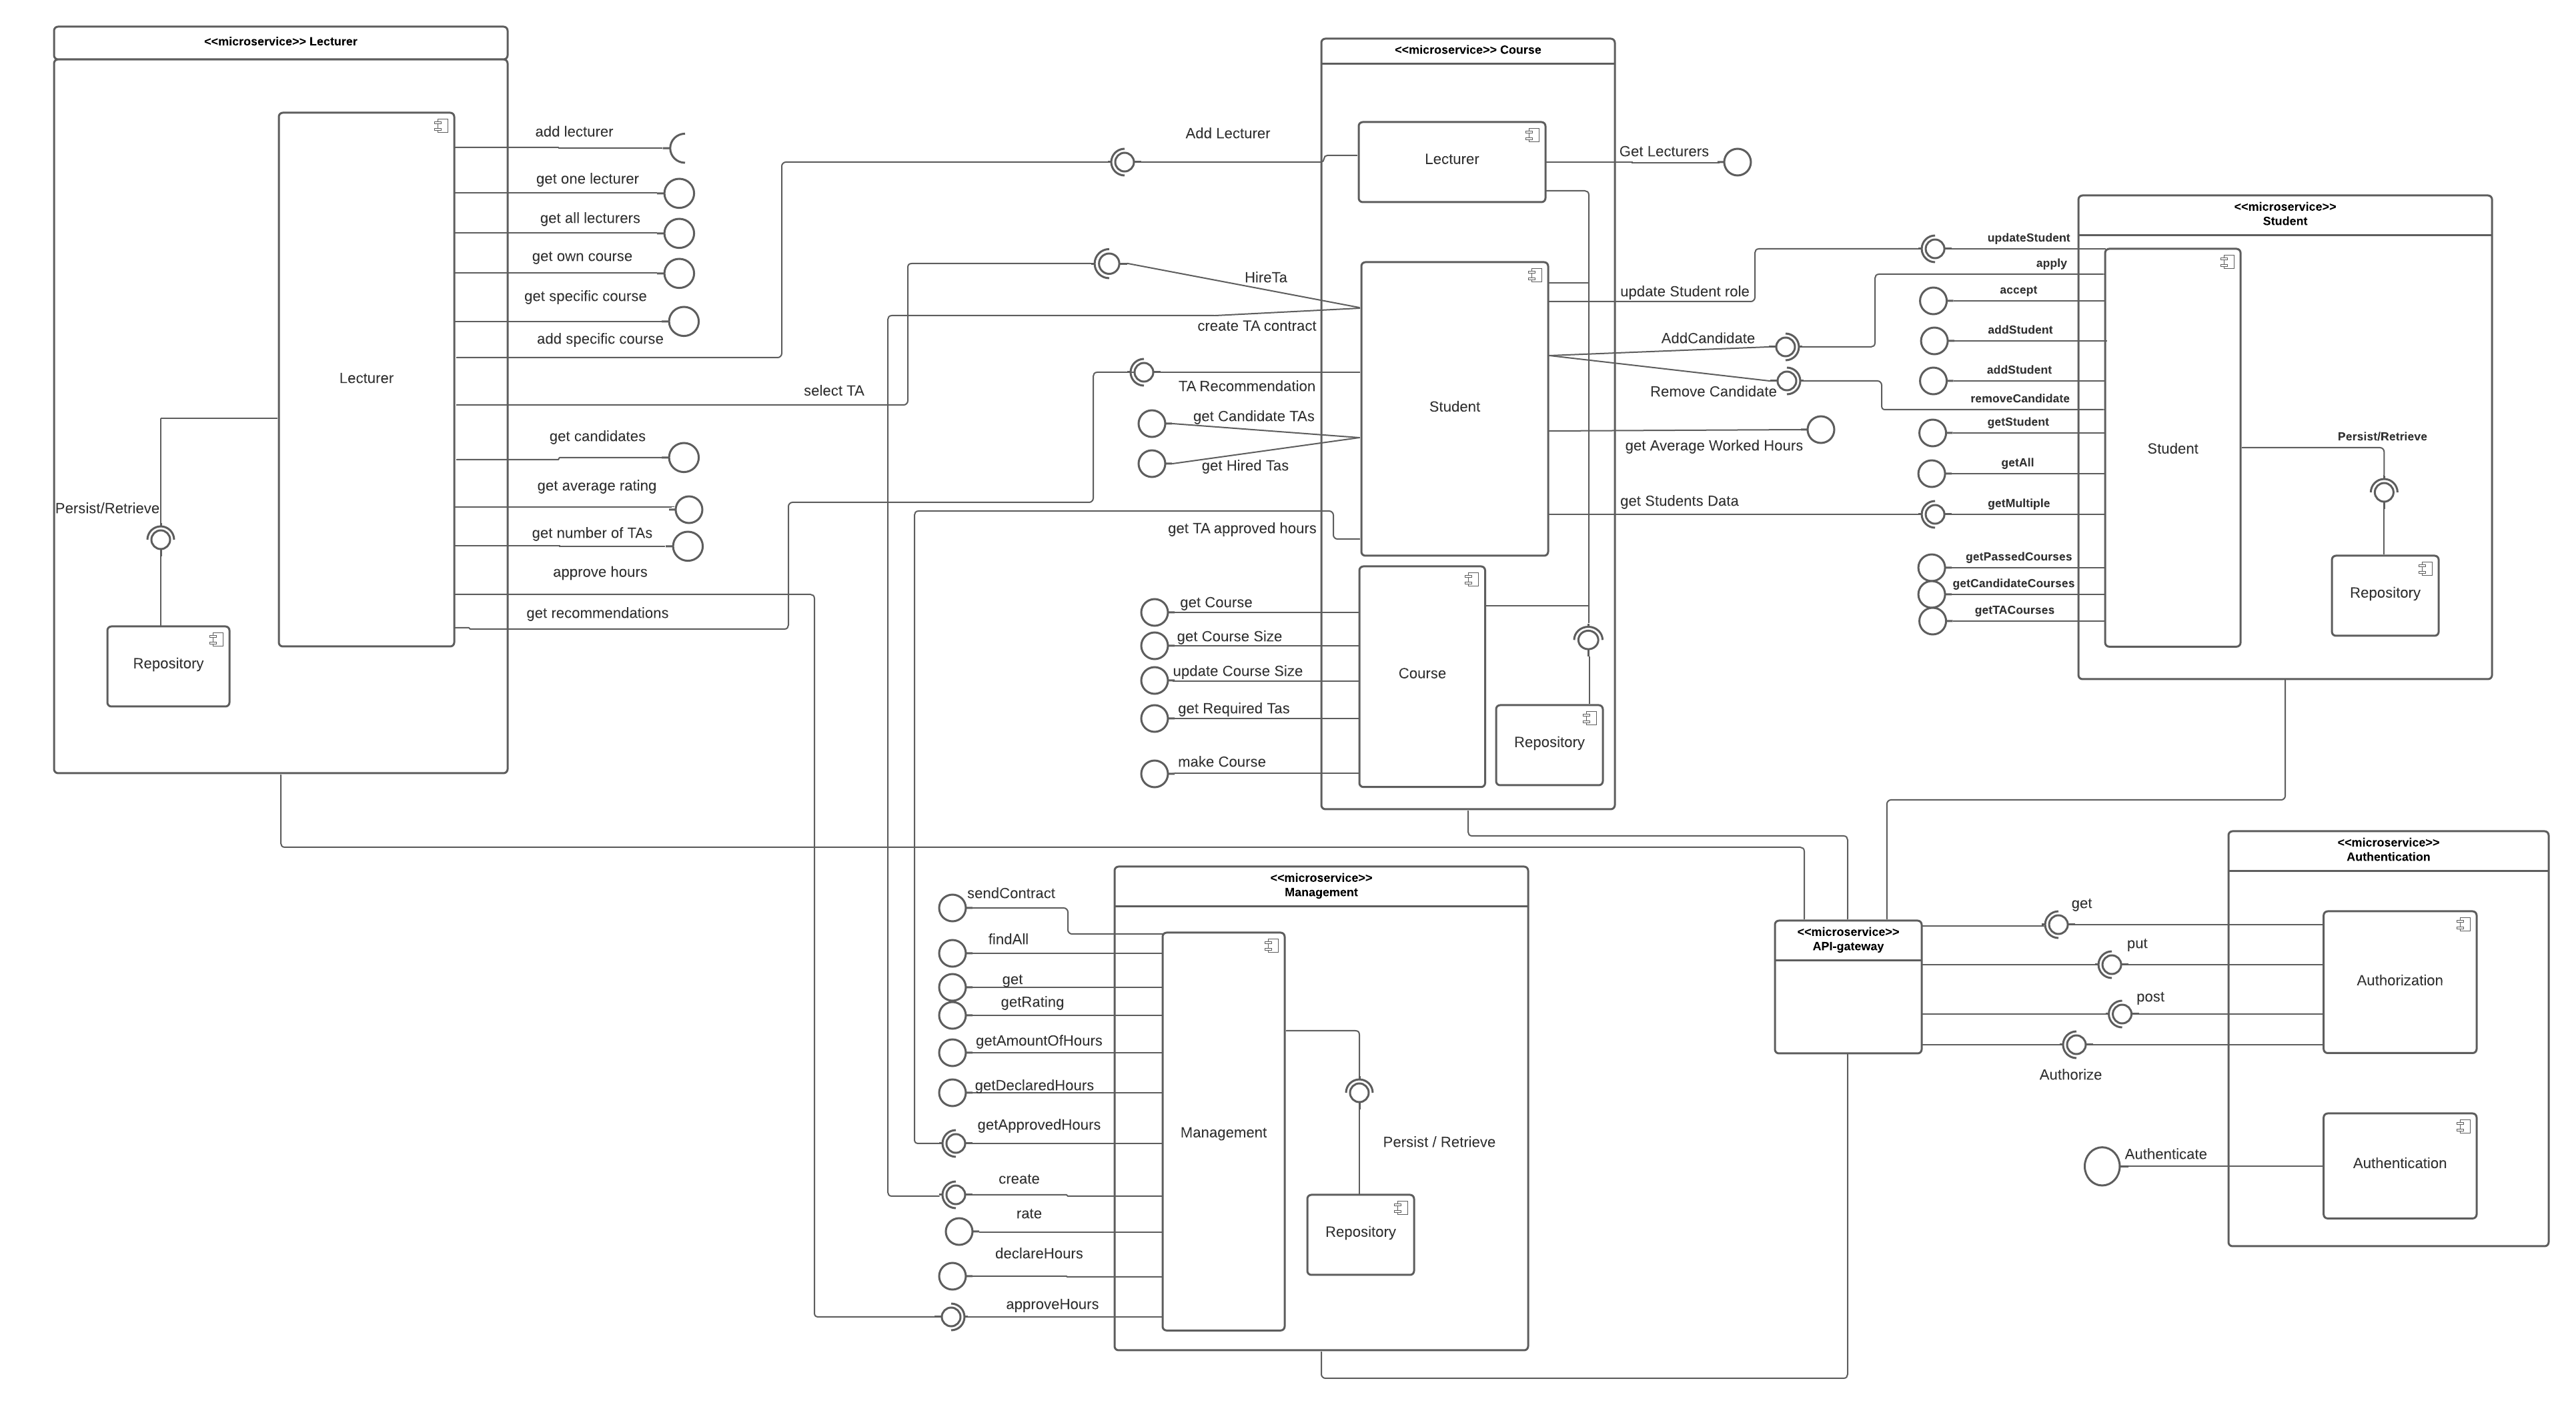 <<microservice>> Lecturer
Lecturer
add lecturer
get one lecturer
get all lecturers
get own course
get specific course
add specific course
select TA
get candidates
get average rating
get number of TAs
approve hours
get recommendations
Persist/Retrieve
Repository
<<microservice>> Course
Add Lecturer
Lecturer
Get Lecturers
HireTa
create TA contract
TA Recommendation
get Candidate TAs
get Hired Tas
get TA approved hours
Student
update Student role
AddCandidate
Remove Candidate
get Average Worked Hours
get Students Data
get Course
get Course Size
update Course Size
get Required Tas
make Course
Course
Repository
<<microservice>>
Student
updateStudent
apply
accept
addStudent
addStudent
removeCandidate
getStudent
getAll
getMultiple
getPassedCourses
getCandidateCourses
getTACourses
Student
Persist/Retrieve
Repository
<<microservice>>
Management
sendContract
findAll
get
getRating
getAmountOfHours
getDeclaredHours
getApprovedHours
create
rate
declareHours
approveHours
Management
Persist / Retrieve
Repository
<<microservice>>
API-gateway
get
put
post
Authorize
Authenticate
<<microservice>>
Authentication
Authorization
Authentication